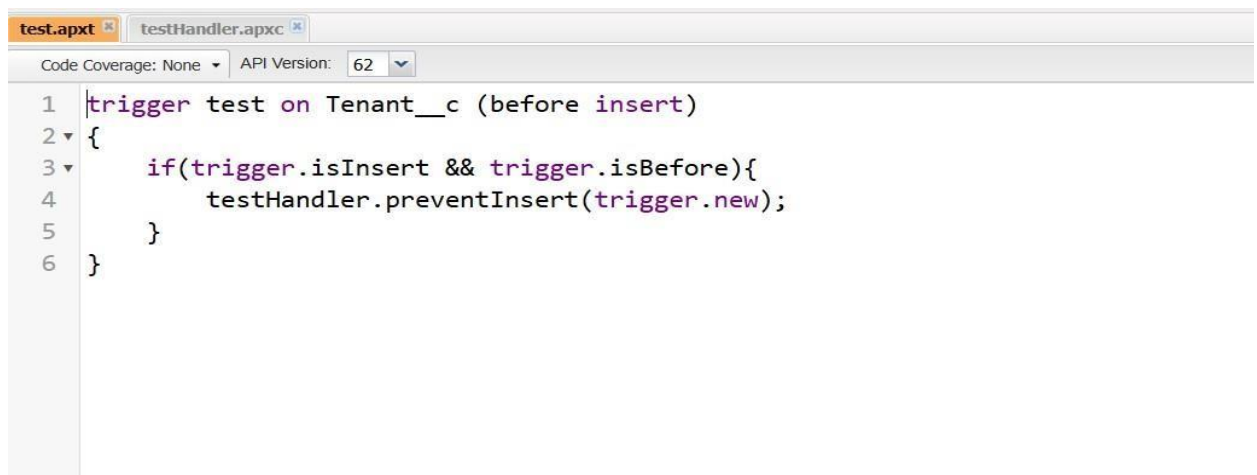 test.apxt testHandler.apxc
Code Coverage: None API Version: 62
1 trigger test on Tenant__c (before insert)
2 {
3 if(trigger.isInsert && trigger.isBefore){
4 testHandler.preventInsert(trigger.new);
5 }
6 }